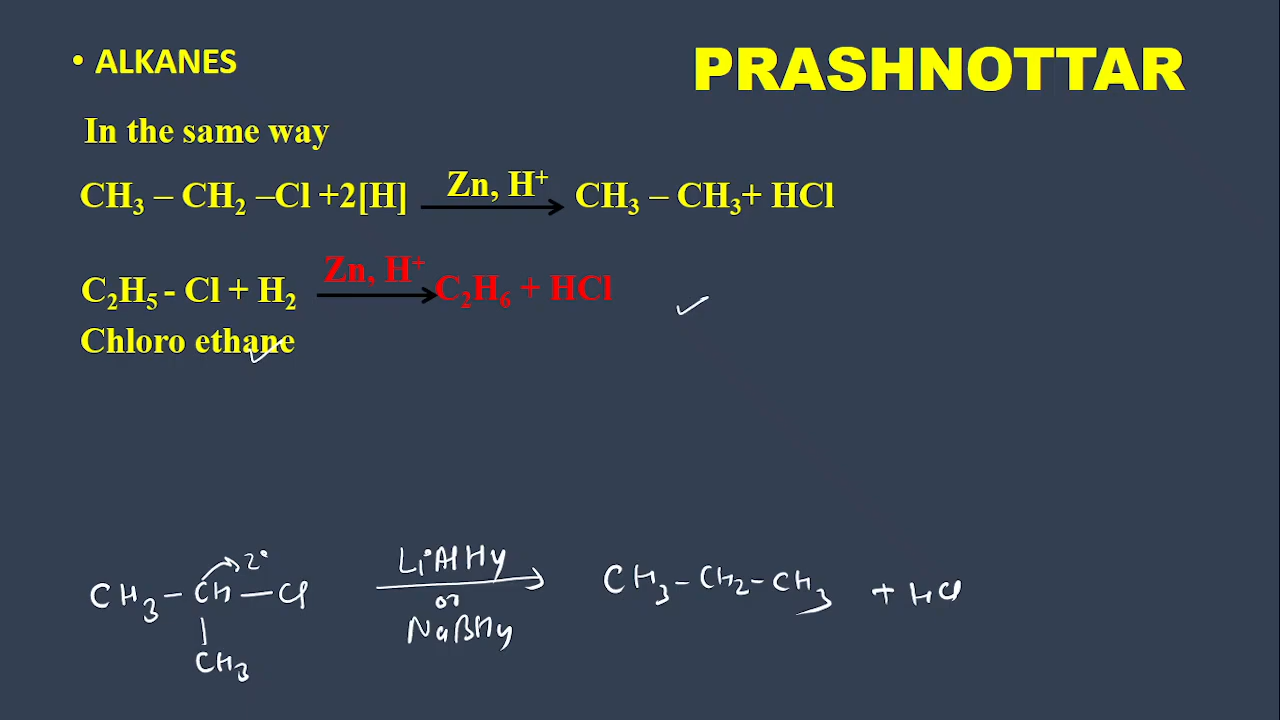 • ALKANES
PRASHNOTTAR
In the same way
CH₃ – CH₂ –Cl +2[H] Zn, H⁺ → CH₃ – CH₃+ HCl
C₂H₅ - Cl + H₂ Zn, H⁺ → C₂H₆ + HCl
Chloro ethane
2°
CH₃ – CH – Cl LiAlH₄ or NaBH₄ → CH₃ – CH₂ – CH₃ + HCl
CH₃